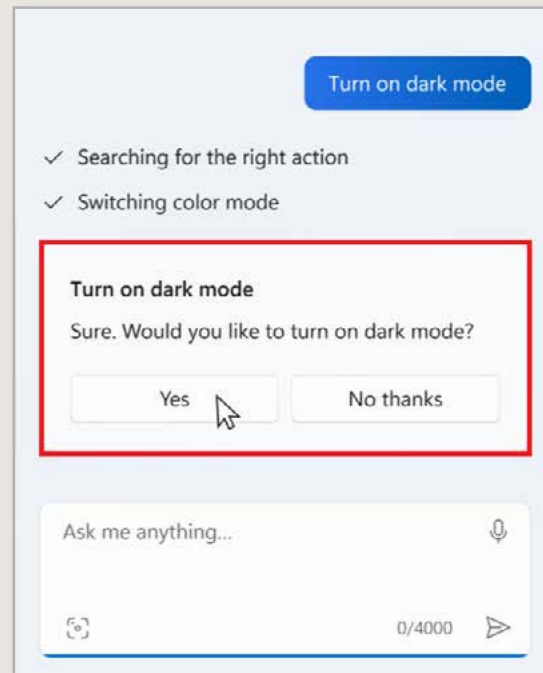 Turn on dark mode
Searching for the right action
Switching color mode
Turn on dark mode
Sure. Would you like to turn on dark mode?
Yes
No thanks
Ask me anything...
0/4000